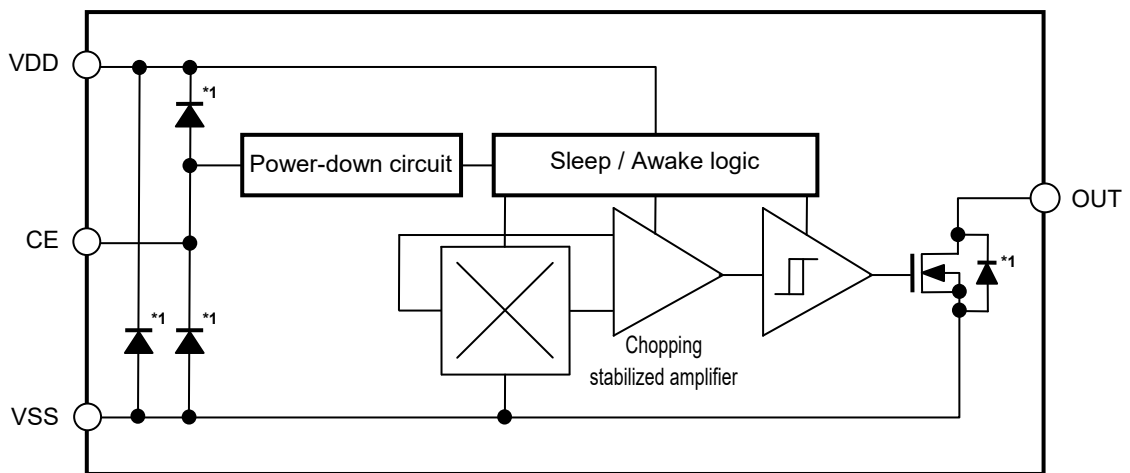 VDD
*1
Power-down circuit
Sleep / Awake logic
OUT
CE
*1
*1
*1
Chopping
stabilized amplifier
VSS